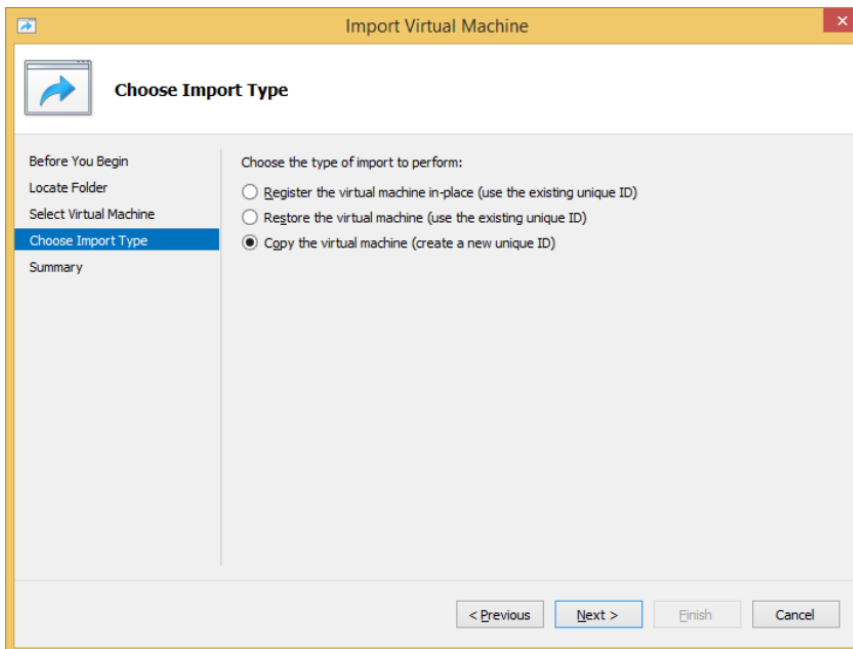 Import Virtual Machine
Choose Import Type
Before You Begin
Locate Folder
Select Virtual Machine
Choose Import Type
Summary
Choose the type of import to perform:
Register the virtual machine in-place (use the existing unique ID)
Restore the virtual machine (use the existing unique ID)
Copy the virtual machine (create a new unique ID)
< Previous
Next >
Finish
Cancel